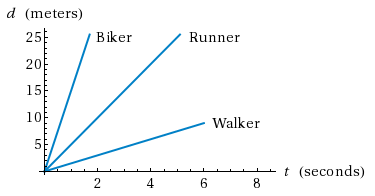 d (meters)
25 Biker Runner
20
15
10 Walker
5
2 4 6 8 t (seconds)